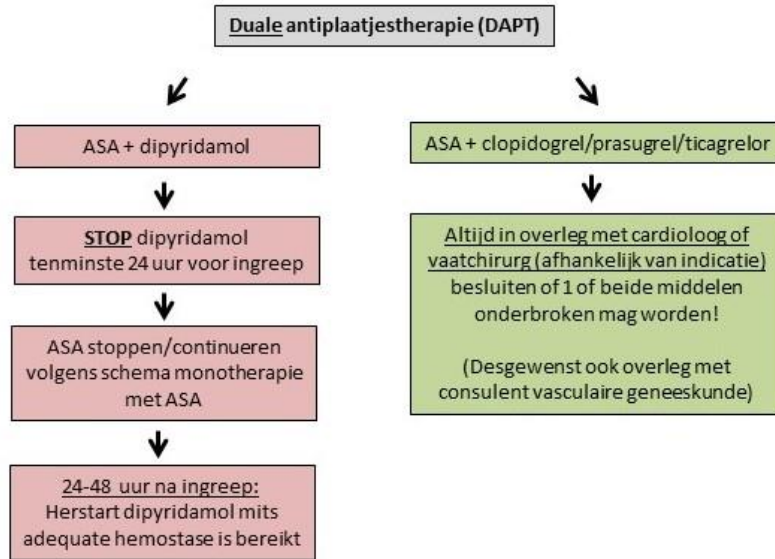 Duale antiplaatjestherapie (DAPT)
ASA + dipyridamol
STOP dipyridamol
tenminste 24 uur voor ingreep
ASA stoppen/continueren
volgens schema monotherapie
met ASA
24-48 uur na ingreep:
Herstart dipyridamol mits
adequate hemostase is bereikt
ASA + clopidogrel/prasugrel/ticagrelor
Altijd in overleg met cardioloog of
vaatchirurg (afhankelijk van indicatie)
besluiten of 1 of beide middelen
onderbroken mag worden!
(Desgewenst ook overleg met
consulent vasculaire geneeskunde)